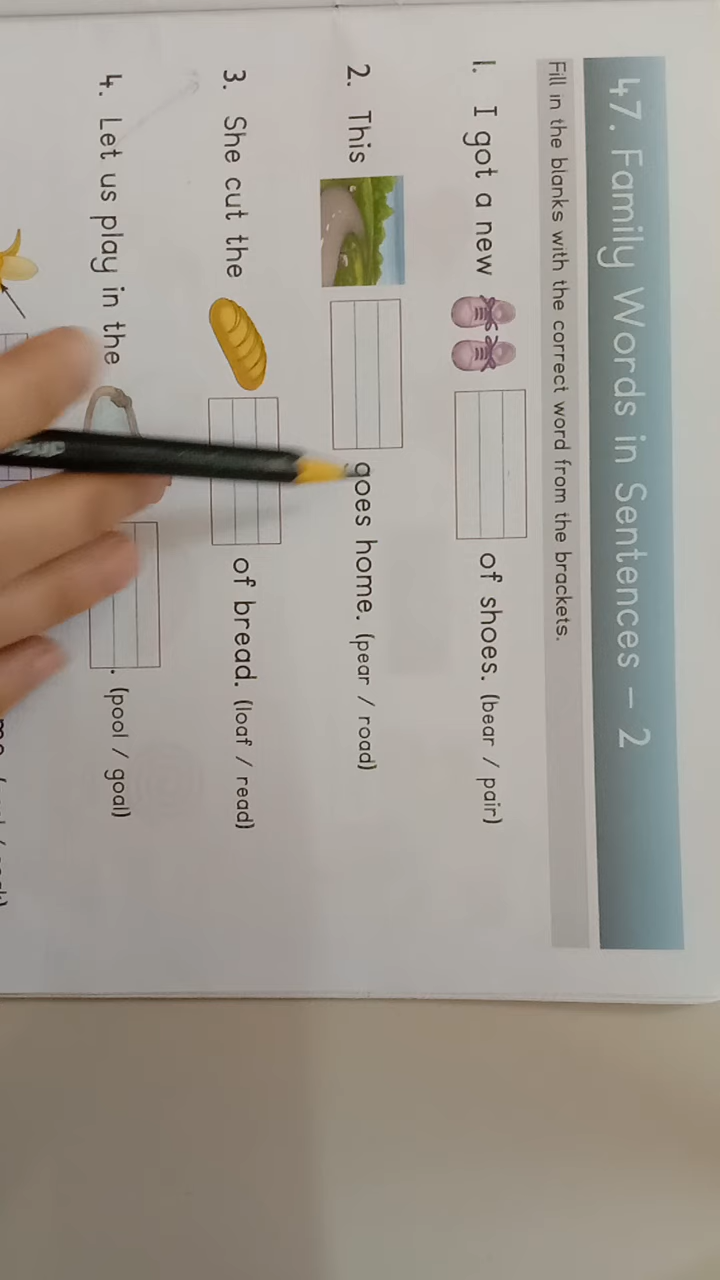 47. Family Words in Sentences – 2
Fill in the blanks with the correct word from the brackets.
1. I got a new of shoes. (bear / pair)
2. This goes home. (pear / road)
3. She cut the of bread. (loaf / read)
4. Let us play in the . (pool / goal)